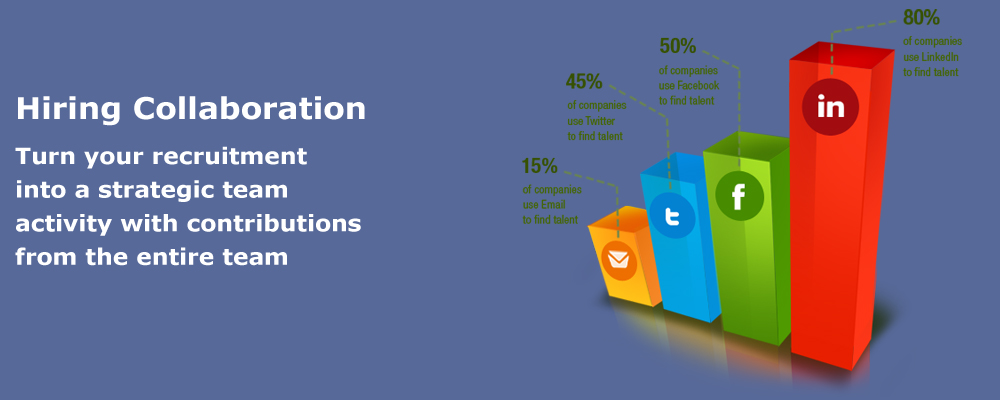 Hiring Collaboration
Turn your recruitment
into a strategic team
activity with contributions
from the entire team
15%
of companies
use Email
to find talent
45%
of companies
use Twitter
to find talent
50%
of companies
use Facebook
to find talent
80%
of companies
use LinkedIn
to find talent
t
f
in